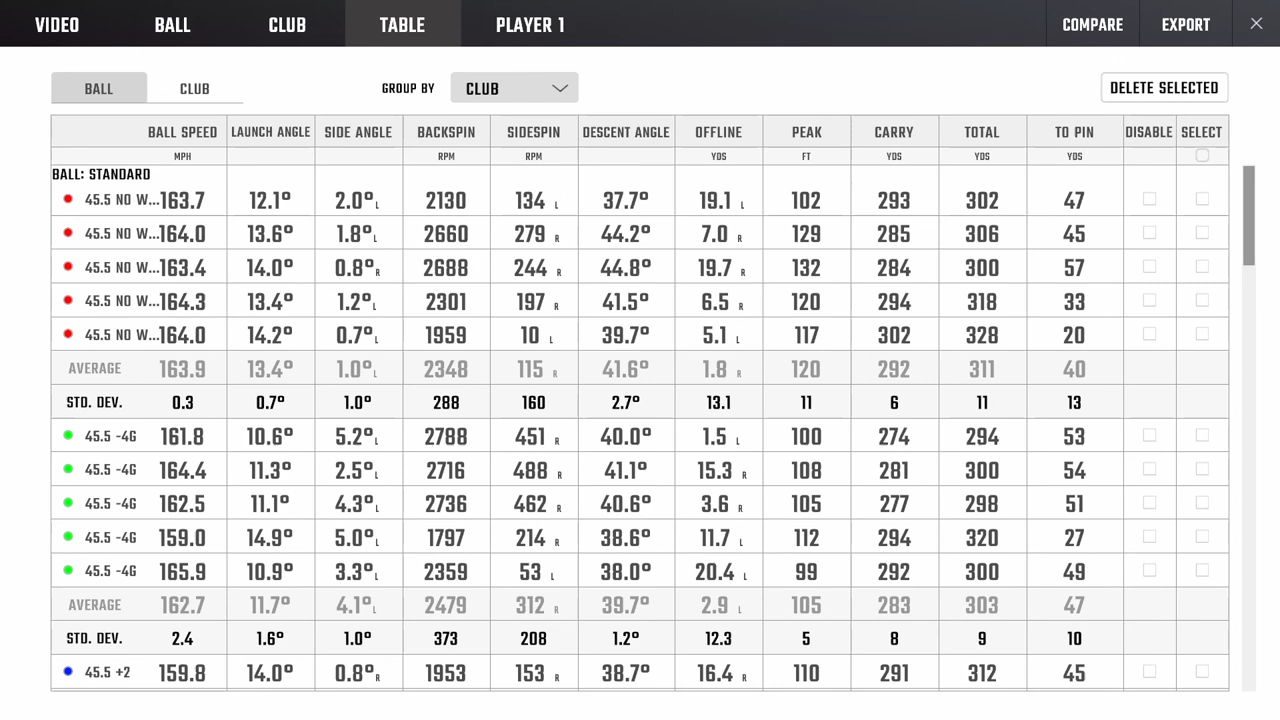 VIDEO BALL CLUB TABLE PLAYER 1 COMPARE EXPORT
BALL CLUB GROUP BY CLUB DELETE SELECTED
BALL SPEED LAUNCH ANGLE SIDE ANGLE BACKSPIN SIDESPIN DESCENT ANGLE OFFLINE PEAK CARRY TOTAL TO PIN DISABLE SELECT
MPH RPM RPM YDS FT YDS YDS YDS
BALL: STANDARD
45.5 NO W... 163.7 12.1° 2.0° L 2130 134 L 37.7° 19.1 L 102 293 302 47
45.5 NO W... 164.0 13.6° 1.8° L 2660 279 R 44.2° 7.0 R 129 285 306 45
45.5 NO W... 163.4 14.0° 0.8° R 2688 244 R 44.8° 19.7 R 132 284 300 57
45.5 NO W... 164.3 13.4° 1.2° L 2301 197 R 41.5° 6.5 R 120 294 318 33
45.5 NO W... 164.0 14.2° 0.7° L 1959 10 L 39.7° 5.1 L 117 302 328 20
AVERAGE 163.9 13.4° 1.0° L 2348 115 R 41.6° 1.8 R 120 292 311 40
STD. DEV. 0.3 0.7° 1.0° 288 160 2.7° 13.1 11 6 11 13
45.5 -4G 161.8 10.6° 5.2° L 2788 451 R 40.0° 1.5 L 100 274 294 53
45.5 -4G 164.4 11.3° 2.5° L 2716 488 R 41.1° 15.3 R 108 281 300 54
45.5 -4G 162.5 11.1° 4.3° L 2736 462 R 40.6° 3.6 R 105 277 298 51
45.5 -4G 159.0 14.9° 5.0° L 1797 214 R 38.6° 11.7 L 112 294 320 27
45.5 -4G 165.9 10.9° 3.3° L 2359 53 L 38.0° 20.4 L 99 292 300 49
AVERAGE 162.7 11.7° 4.1° L 2479 312 R 39.7° 2.9 L 105 283 303 47
STD. DEV. 2.4 1.6° 1.0° 373 208 1.2° 12.3 5 8 9 10
45.5 +2 159.8 14.0° 0.8° R 1953 153 R 38.7° 16.4 R 110 291 312 45